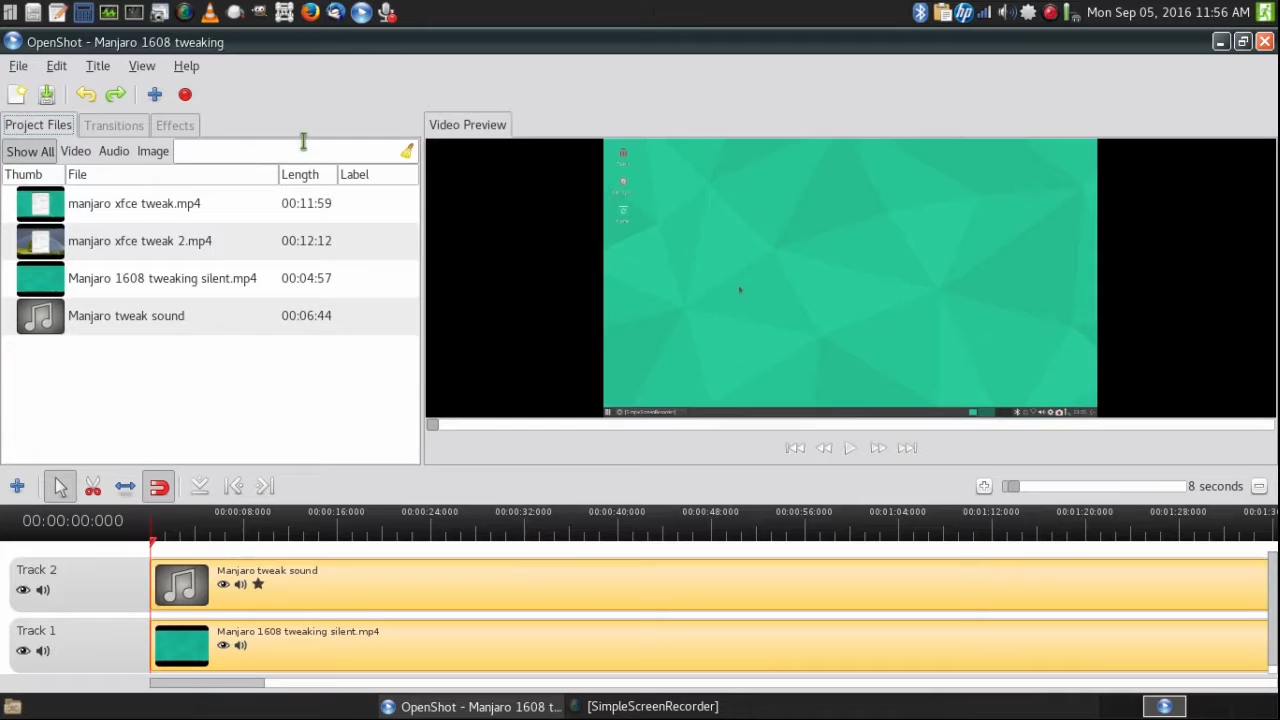 Mon Sep 05, 2016 11:56 AM
OpenShot - Manjaro 1608 tweaking
File Edit Title View Help
Project Files Transitions Effects
Video Preview
Show All Video Audio Image
Thumb File Length Label
manjaro xfce tweak.mp4 00:11:59
manjaro xfce tweak 2.mp4 00:12:12
Manjaro 1608 tweaking silent.mp4 00:04:57
Manjaro tweak sound 00:06:44
[SimpleScreenRecorder]
8 seconds
00:00:00:000
00:00:08:000 00:00:16:000 00:00:24:000 00:00:32:000 00:00:40:000 00:00:48:000 00:00:56:000 00:01:04:000 00:01:12:000 00:01:20:000 00:01:28:000 00:01:3
Track 2
Manjaro tweak sound
Track 1
Manjaro 1608 tweaking silent.mp4
OpenShot - Manjaro 1608 t... [SimpleScreenRecorder]